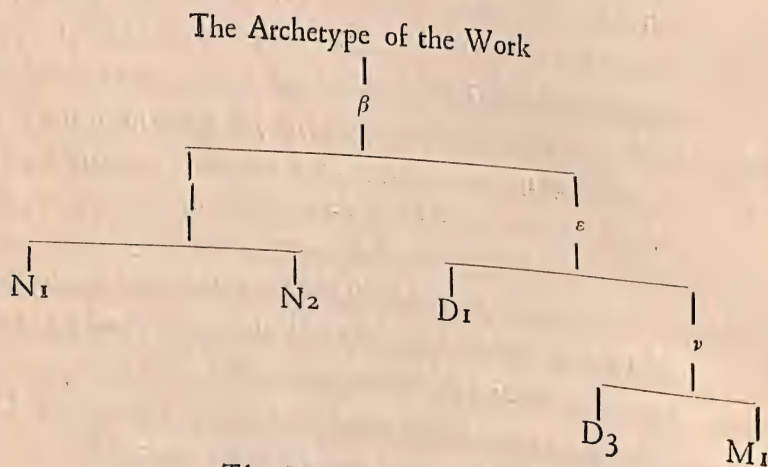 The Archetype of the Work
β
ε
N1 N2 D1
ν
D3 M1